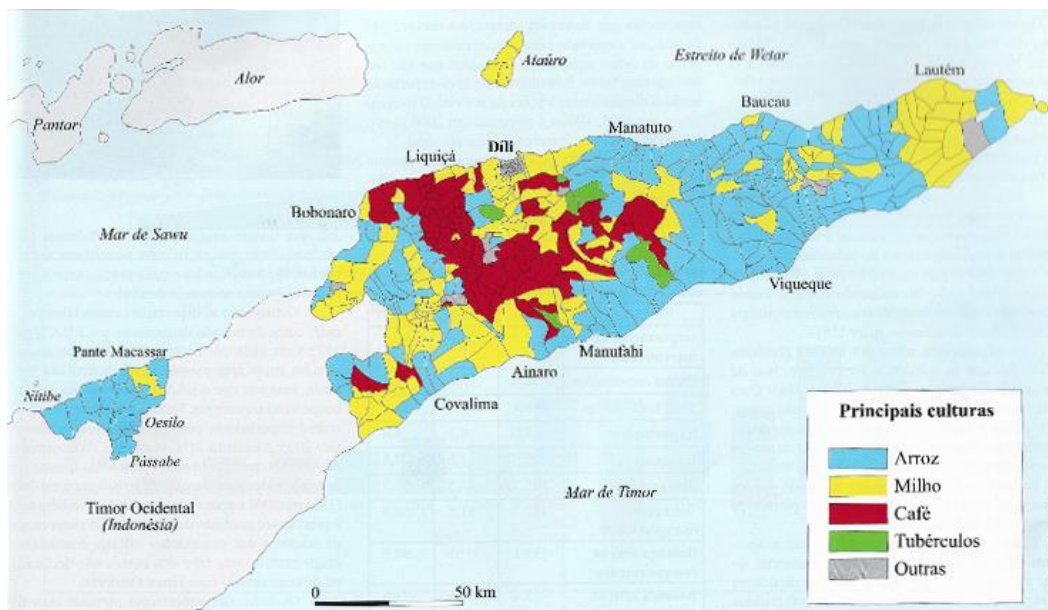 Ataúro
Estreito de Wetar
Lautém
Alor
Baucau
Pantar
Manatuto
Díli
Liquiçá
Bobonaro
Mar de Sawu
Viqueque
Manufahi
Pante Macassar
Ainaro
Nítibe
Covalima
Oesilo
Pássabe
Mar de Timor
Timor Ocidental
(Indonésia)
0
50 km
Principais culturas
Arroz
Milho
Café
Tubérculos
Outras